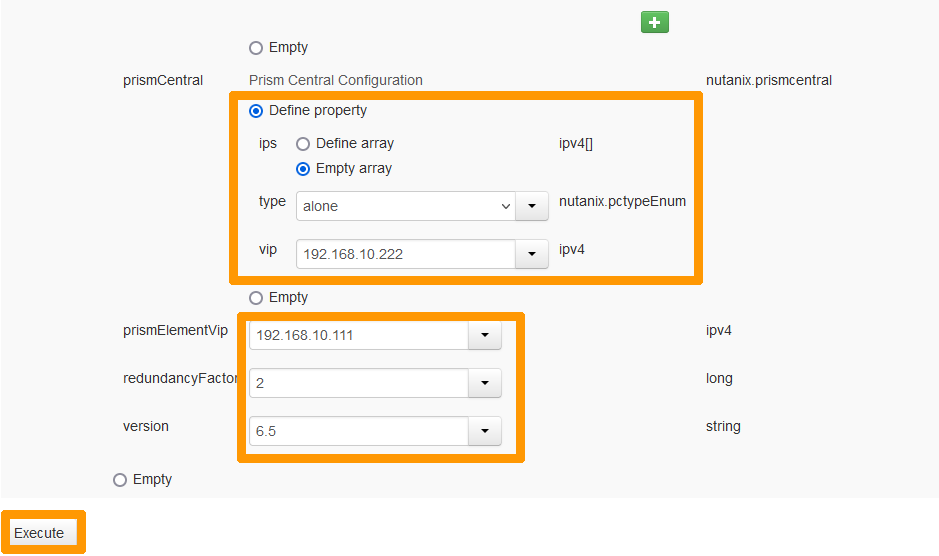 Empty
prismCentral Prism Central Configuration nutanix.prismcentral
Define property
ips Define array ipv4[]
Empty array
type alone nutanix.pctypeEnum
vip 192.168.10.222 ipv4
Empty
prismElementVip 192.168.10.111 ipv4
redundancyFactor 2 long
version 6.5 string
Empty
Execute